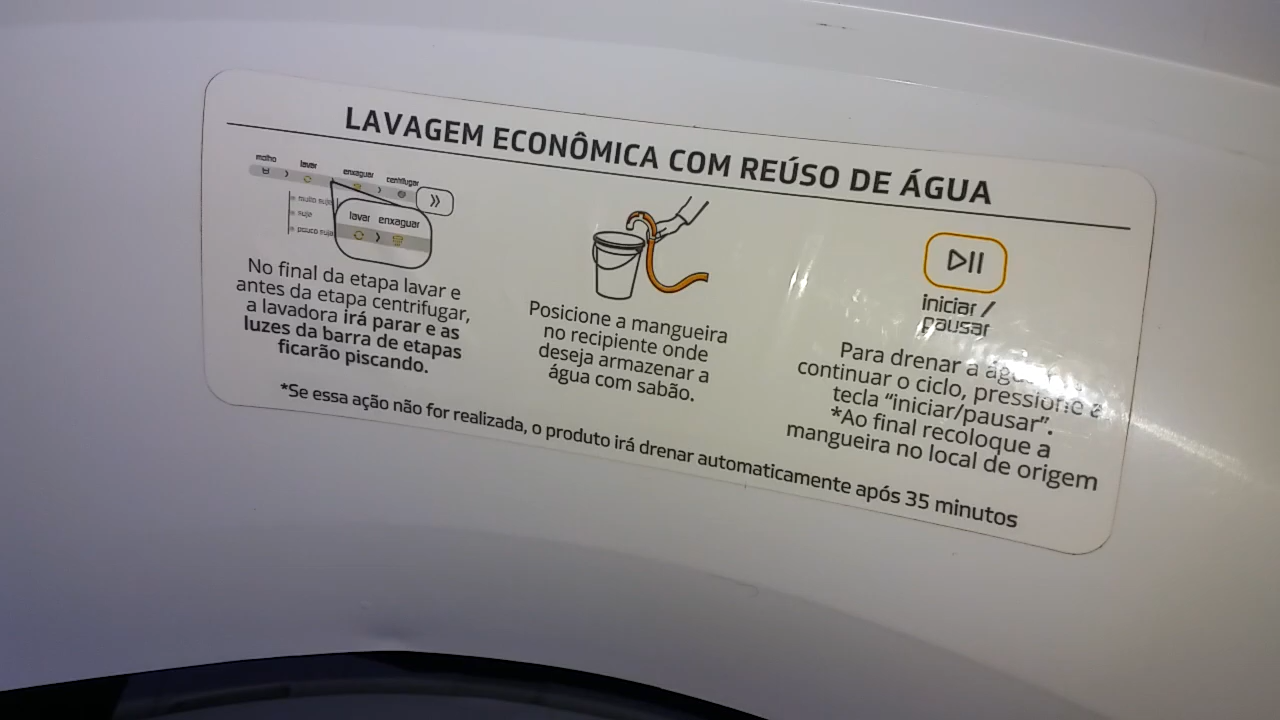 LAVAGEM ECONÔMICA COM REÚSO DE ÁGUA
molho
lavar
enxaguar
centrifugar
muito sujo
sujo
pouco sujo
lavar enxaguar
No final da etapa lavar e
antes da etapa centrifugar,
a lavadora irá parar e as
luzes da barra de etapas
ficarão piscando.
Posicione a mangueira
no recipiente onde
deseja armazenar a
água com sabão.
iniciar /
pausar
Para drenar a
continuar o ciclo, pressione a
tecla “iniciar/pausar”.
*Ao final recoloque a
mangueira no local de origem
*Se essa ação não for realizada, o produto irá drenar automaticamente após 35 minutos